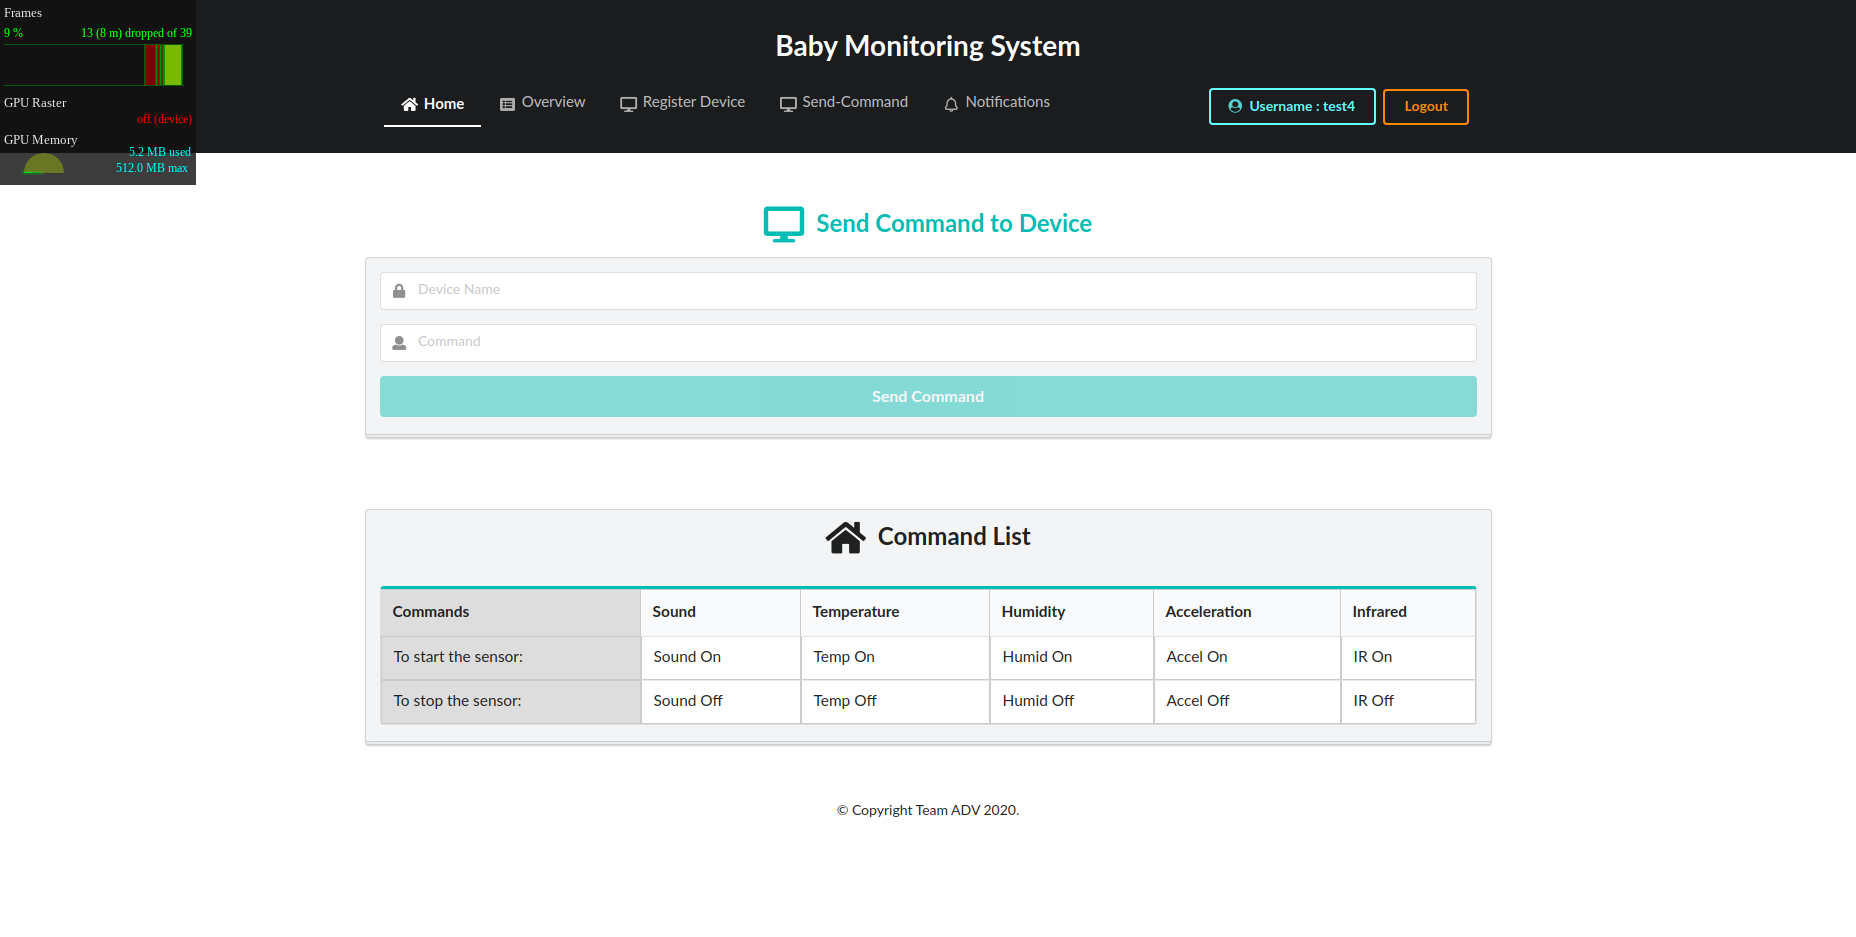 Frames
9 % 13 (8 m) dropped of 39
GPU Raster
off (device)
GPU Memory
5.2 MB used
512.0 MB max
Baby Monitoring System
Home Overview Register Device Send-Command Notifications Username : test4 Logout
Send Command to Device
Device Name
Command
Send Command
Command List
Commands Sound Temperature Humidity Acceleration Infrared
To start the sensor: Sound On Temp On Humid On Accel On IR On
To stop the sensor: Sound Off Temp Off Humid Off Accel Off IR Off
© Copyright Team ADV 2020.